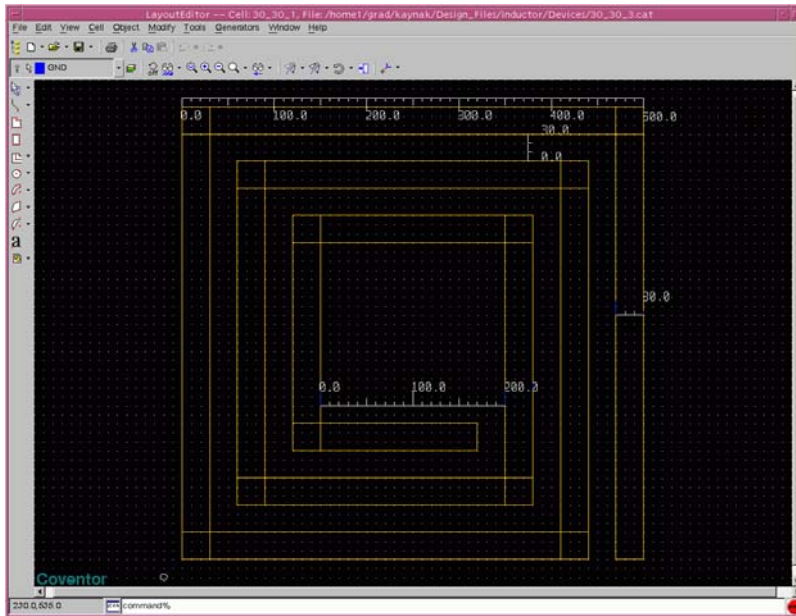 LayoutEditor -- Cell: 30_30_1, File: /home1/grad/kaynak/Design_Files/Inductor/Devices/30_30_3.cat
File Edit View Cell Object Modify Tools Generators Window Help
GND
0.0 100.0 200.0 300.0 400.0 500.0
30.0
0.0
30.0
0.0 100.0 200.0
a
Coventor
230.0,535.0 command%